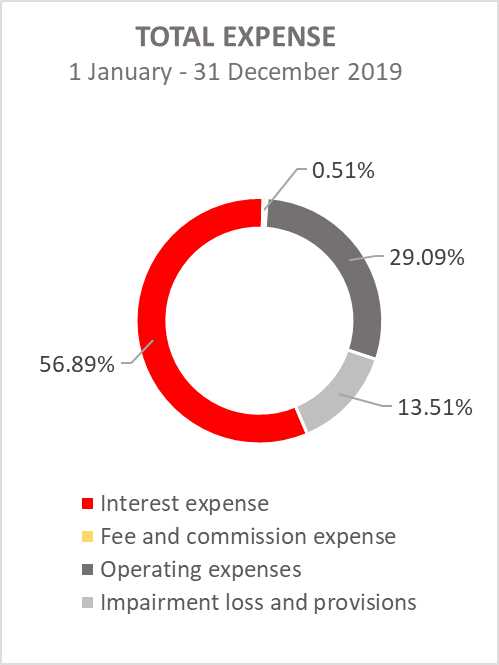 TOTAL EXPENSE
1 January - 31 December 2019
0.51%
29.09%
56.89%
13.51%
Interest expense
Fee and commission expense
Operating expenses
Impairment loss and provisions